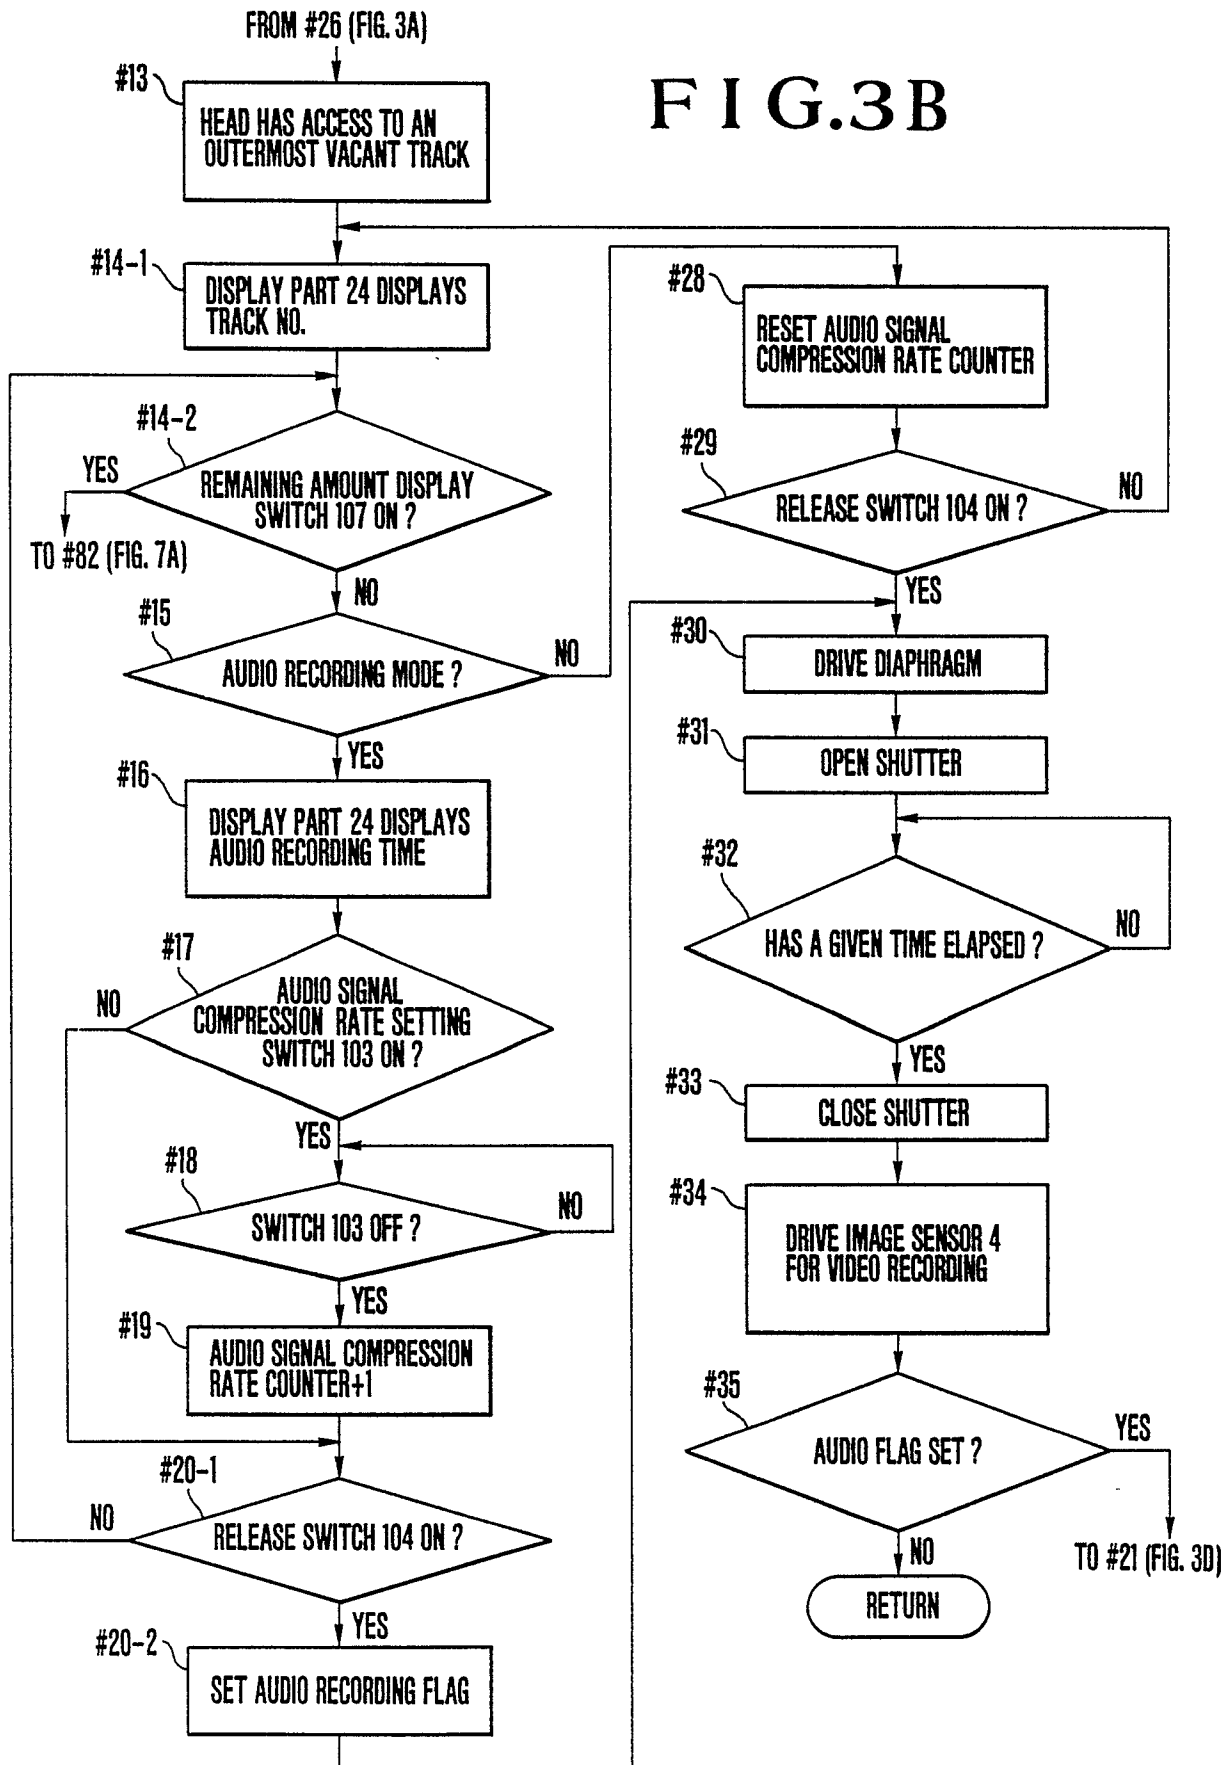 FROM #26 (FIG. 3A)
FIG.3B
#13
HEAD HAS ACCESS TO AN
OUTERMOST VACANT TRACK
#14-1
DISPLAY PART 24 DISPLAYS
TRACK NO.
#14-2
YES
REMAINING AMOUNT DISPLAY
SWITCH 107 ON ?
TO #82 (FIG. 7A)
NO
#15
NO
AUDIO RECORDING MODE ?
YES
#16
DISPLAY PART 24 DISPLAYS
AUDIO RECORDING TIME
#17
NO
AUDIO SIGNAL
COMPRESSION RATE SETTING
SWITCH 103 ON ?
YES
#18
NO
SWITCH 103 OFF ?
YES
#19
AUDIO SIGNAL COMPRESSION
RATE COUNTER+1
#20-1
NO
RELEASE SWITCH 104 ON ?
YES
#20-2
SET AUDIO RECORDING FLAG
#28
RESET AUDIO SIGNAL
COMPRESSION RATE COUNTER
#29
NO
RELEASE SWITCH 104 ON ?
YES
#30
DRIVE DIAPHRAGM
#31
OPEN SHUTTER
#32
NO
HAS A GIVEN TIME ELAPSED ?
YES
#33
CLOSE SHUTTER
#34
DRIVE IMAGE SENSOR 4
FOR VIDEO RECORDING
#35
YES
AUDIO FLAG SET ?
TO #21 (FIG. 3D)
NO
RETURN